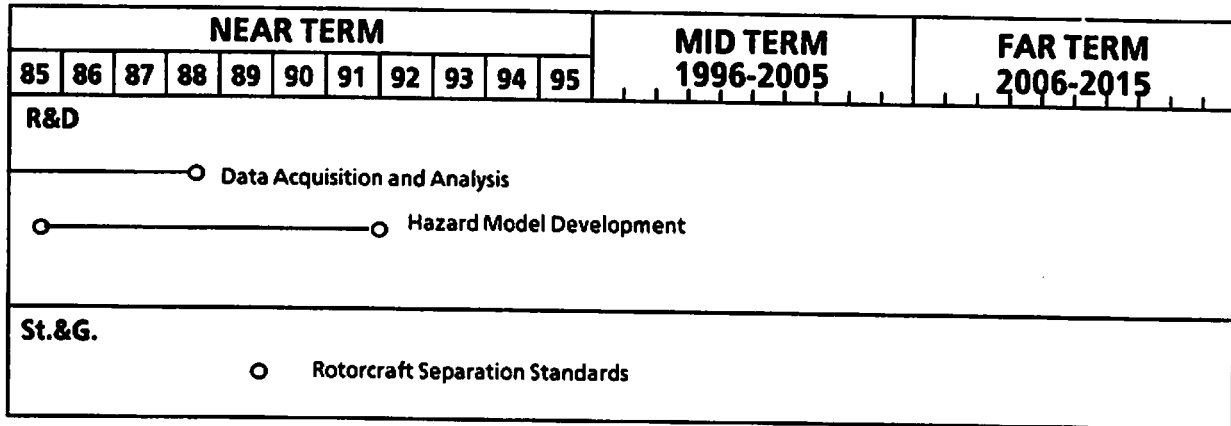 NEAR TERM
MID TERM
1996-2005
FAR TERM
2006-2015
85 86 87 88 89 90 91 92 93 94 95
R&D
Data Acquisition and Analysis
Hazard Model Development
St.&G.
Rotorcraft Separation Standards